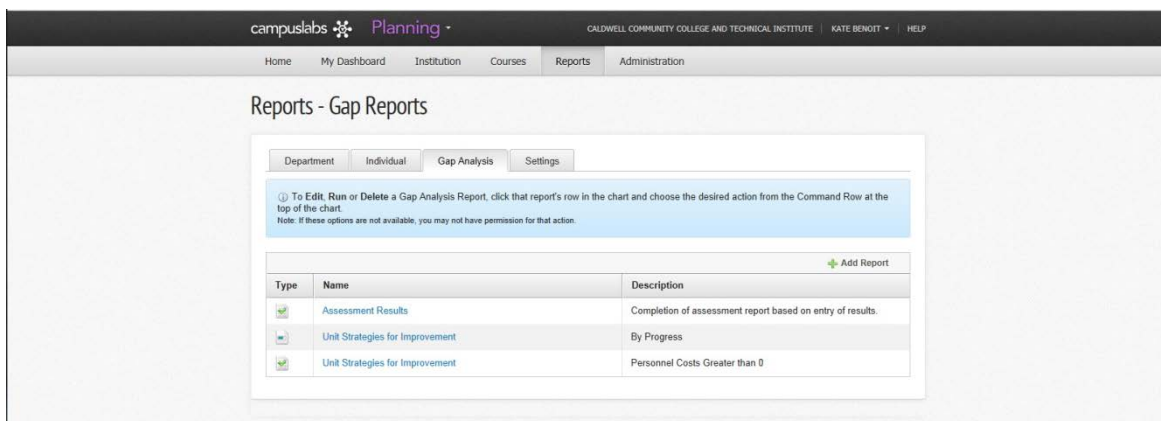 campuslabs Planning CALDWELL COMMUNITY COLLEGE AND TECHNICAL INSTITUTE | KATE BENOIT | HELP
Home My Dashboard Institution Courses Reports Administration
Reports - Gap Reports
Department Individual Gap Analysis Settings
To Edit, Run or Delete a Gap Analysis Report, click that report's row in the chart and choose the desired action from the Command Row at the
top of the chart.
Note: If these options are not available, you may not have permission for that action.
Add Report
Type Name Description
Assessment Results Completion of assessment report based on entry of results.
Unit Strategies for Improvement By Progress
Unit Strategies for Improvement Personnel Costs Greater than 0